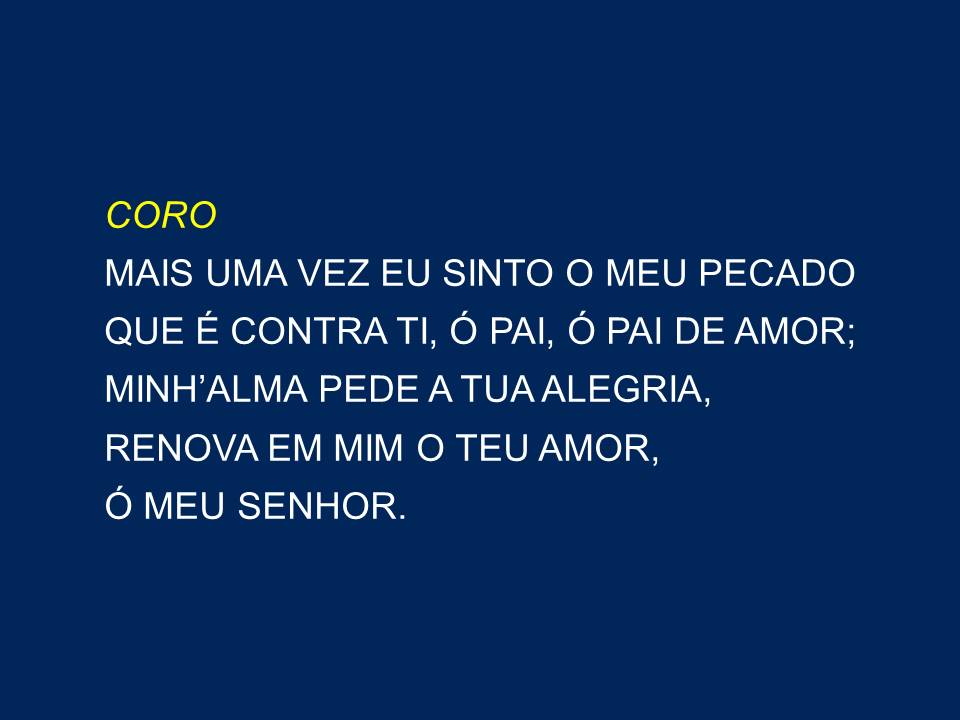 CORO
MAIS UMA VEZ EU SINTO O MEU PECADO
QUE É CONTRA TI, Ó PAI, Ó PAI DE AMOR;
MINH’ALMA PEDE A TUA ALEGRIA,
RENOVA EM MIM O TEU AMOR,
Ó MEU SENHOR.